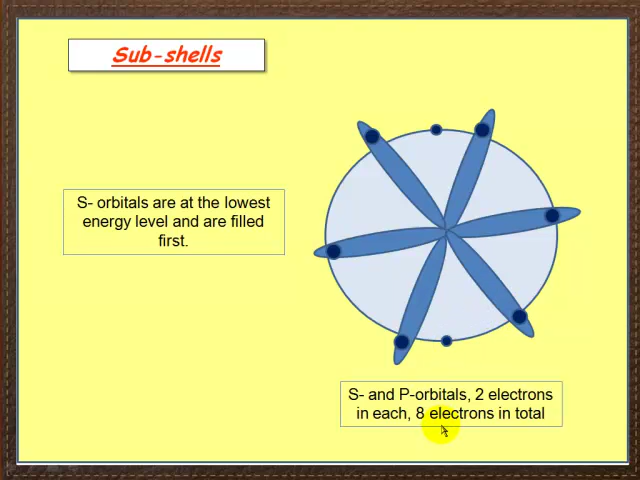 Sub-shells
S- orbitals are at the lowest
energy level and are filled
first.
S- and P-orbitals, 2 electrons
in each, 8 electrons in total